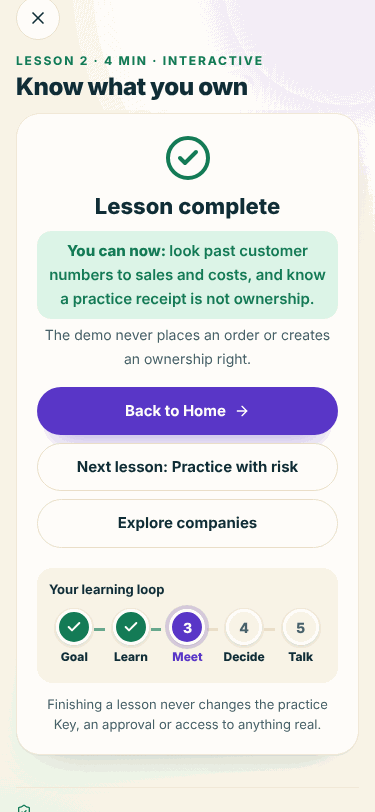 LESSON 2 · 4 MIN · INTERACTIVE
Know what you own
Lesson complete
You can now: look past customer
numbers to sales and costs, and know
a practice receipt is not ownership.
The demo never places an order or creates
an ownership right.
Back to Home →
Next lesson: Practice with risk
Explore companies
Your learning loop
3 4 5
Goal Learn Meet Decide Talk
Finishing a lesson never changes the practice
Key, an approval or access to anything real.